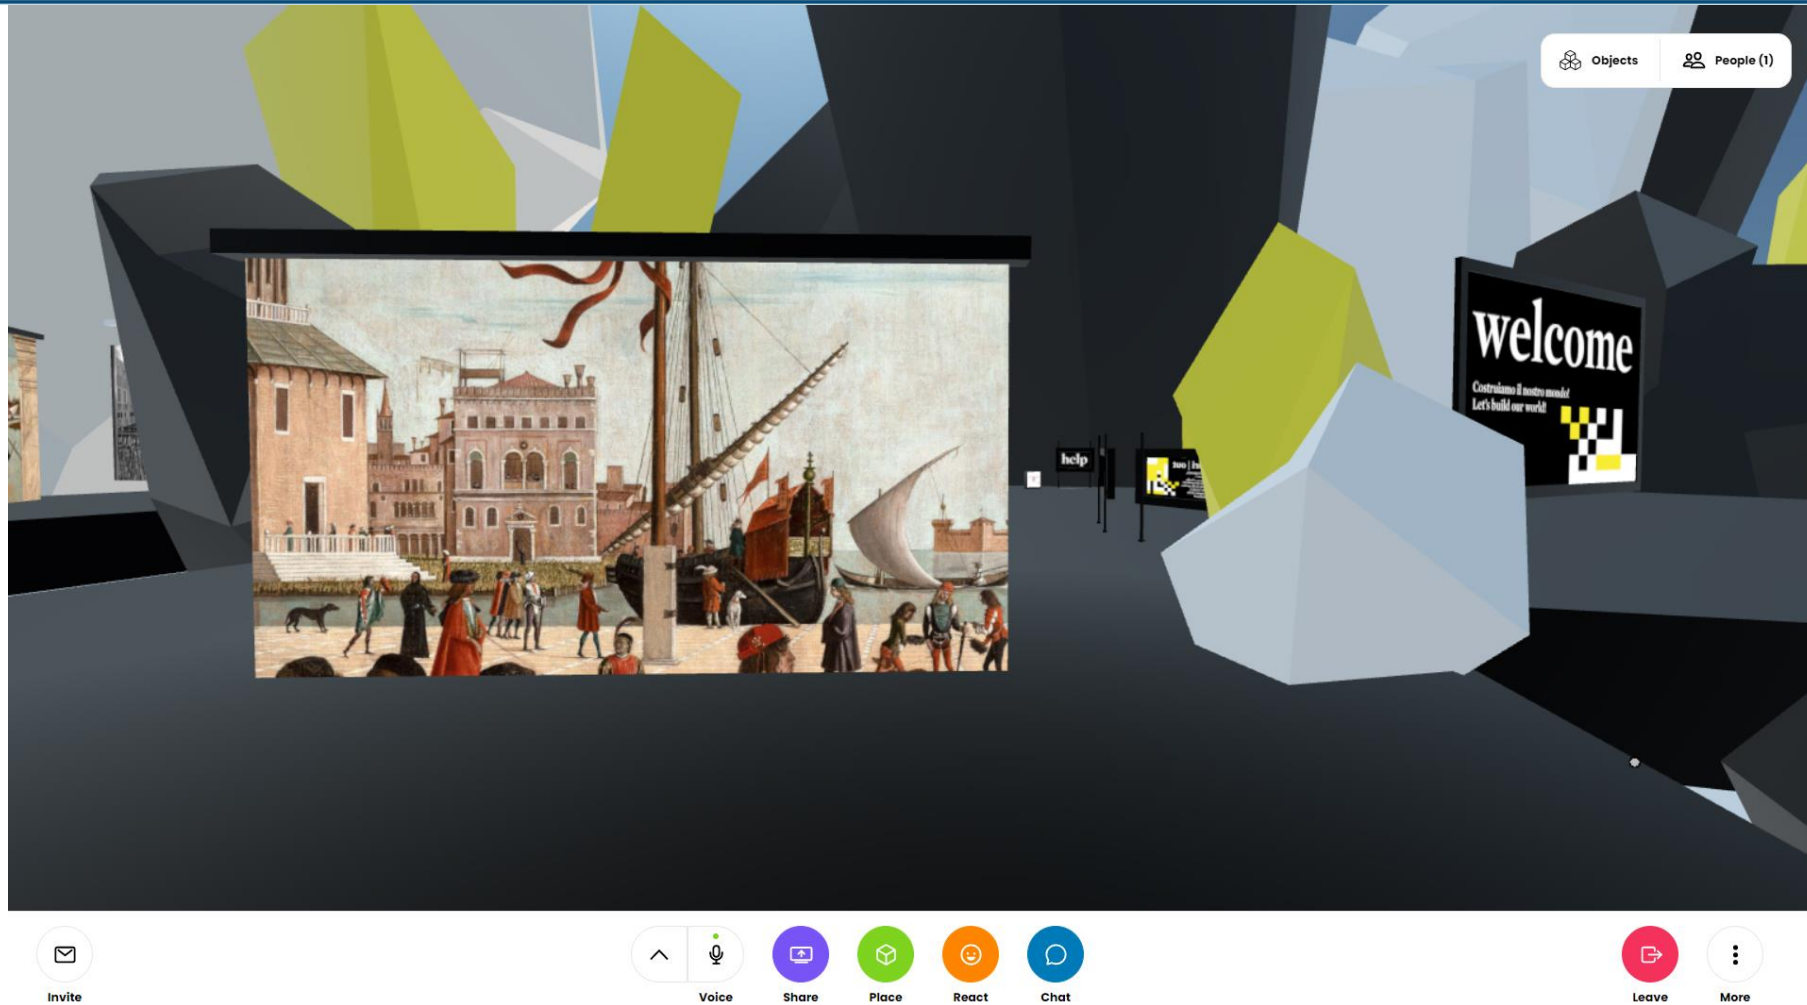 Objects
People (1)
welcome
Costruiamo il nostro mondo!
Let's build our world!
help
Invite
Voice
Share
Place
React
Chat
Leave
More